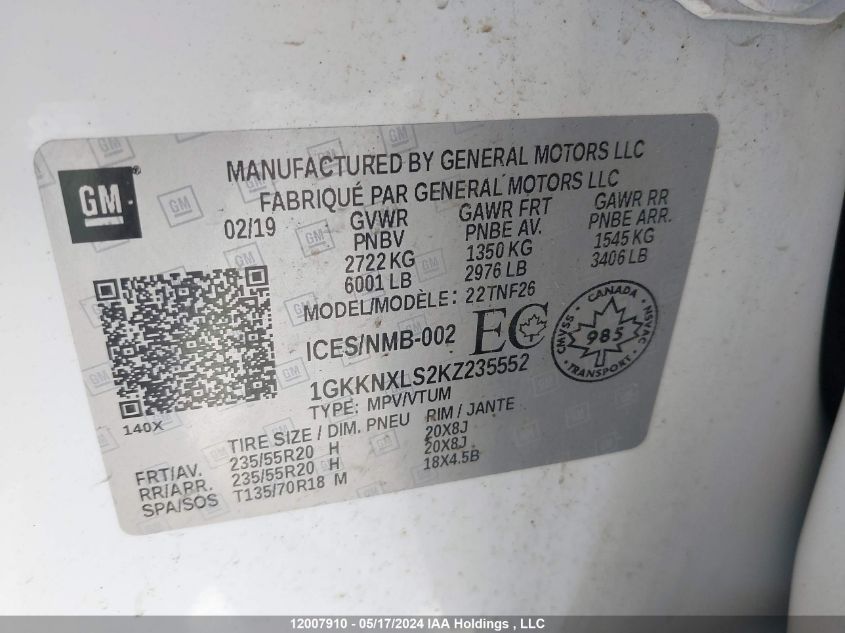 GM
MANUFACTURED BY GENERAL MOTORS LLC
FABRIQUÉ PAR GENERAL MOTORS LLC
02/19 GVWR GAWR FRT GAWR RR
PNBV PNBE AV. PNBE ARR.
2722 KG 1350 KG 1545 KG
6001 LB 2976 LB 3406 LB
MODEL/MODÈLE: 22TNF26
ICES/NMB-002 EC
CANADA
CMVSS 985 NSVAC
1GKKNXLS2KZ235552
TYPE: MPV/VTUM
140X
TIRE SIZE / DIM. PNEU RIM / JANTE
FRT/AV. 235/55R20 H 20X8J
RR/ARR. 235/55R20 H 20X8J
SPA/SOS T135/70R18 M 18X4.5B
12007910 - 05/17/2024 IAA Holdings , LLC